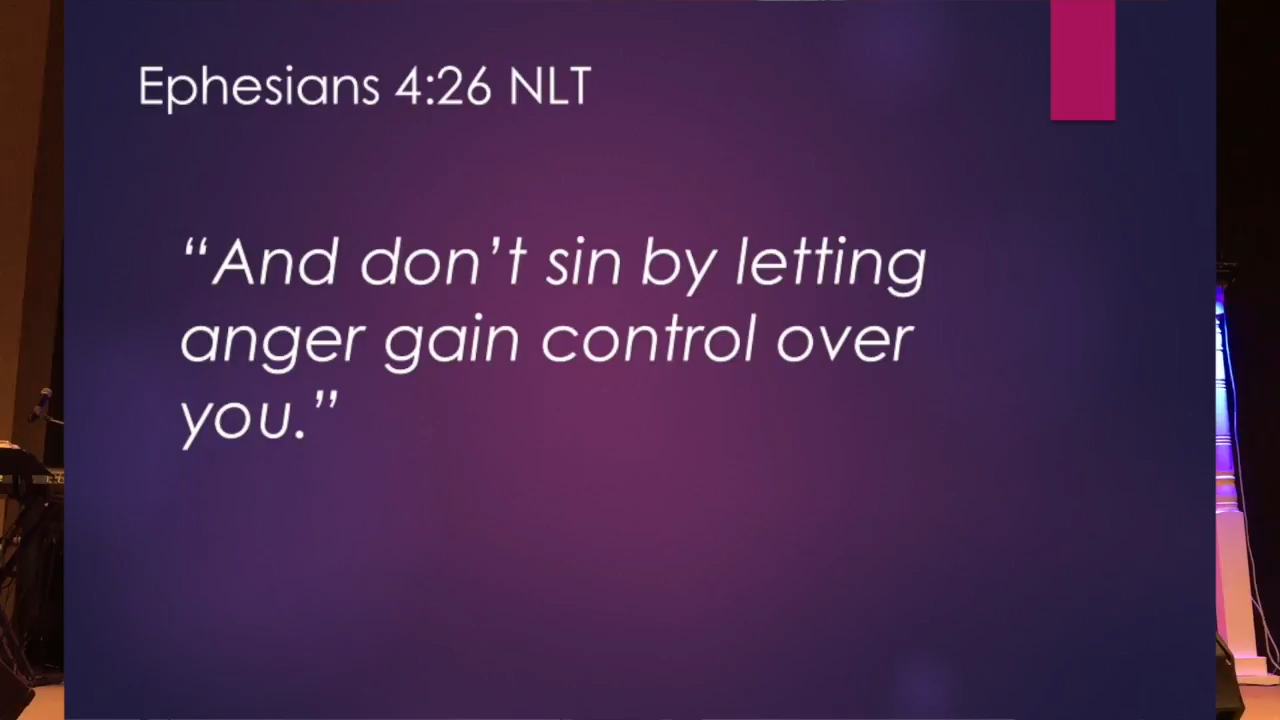 Ephesians 4:26 NLT
“And don’t sin by letting
anger gain control over
you.”